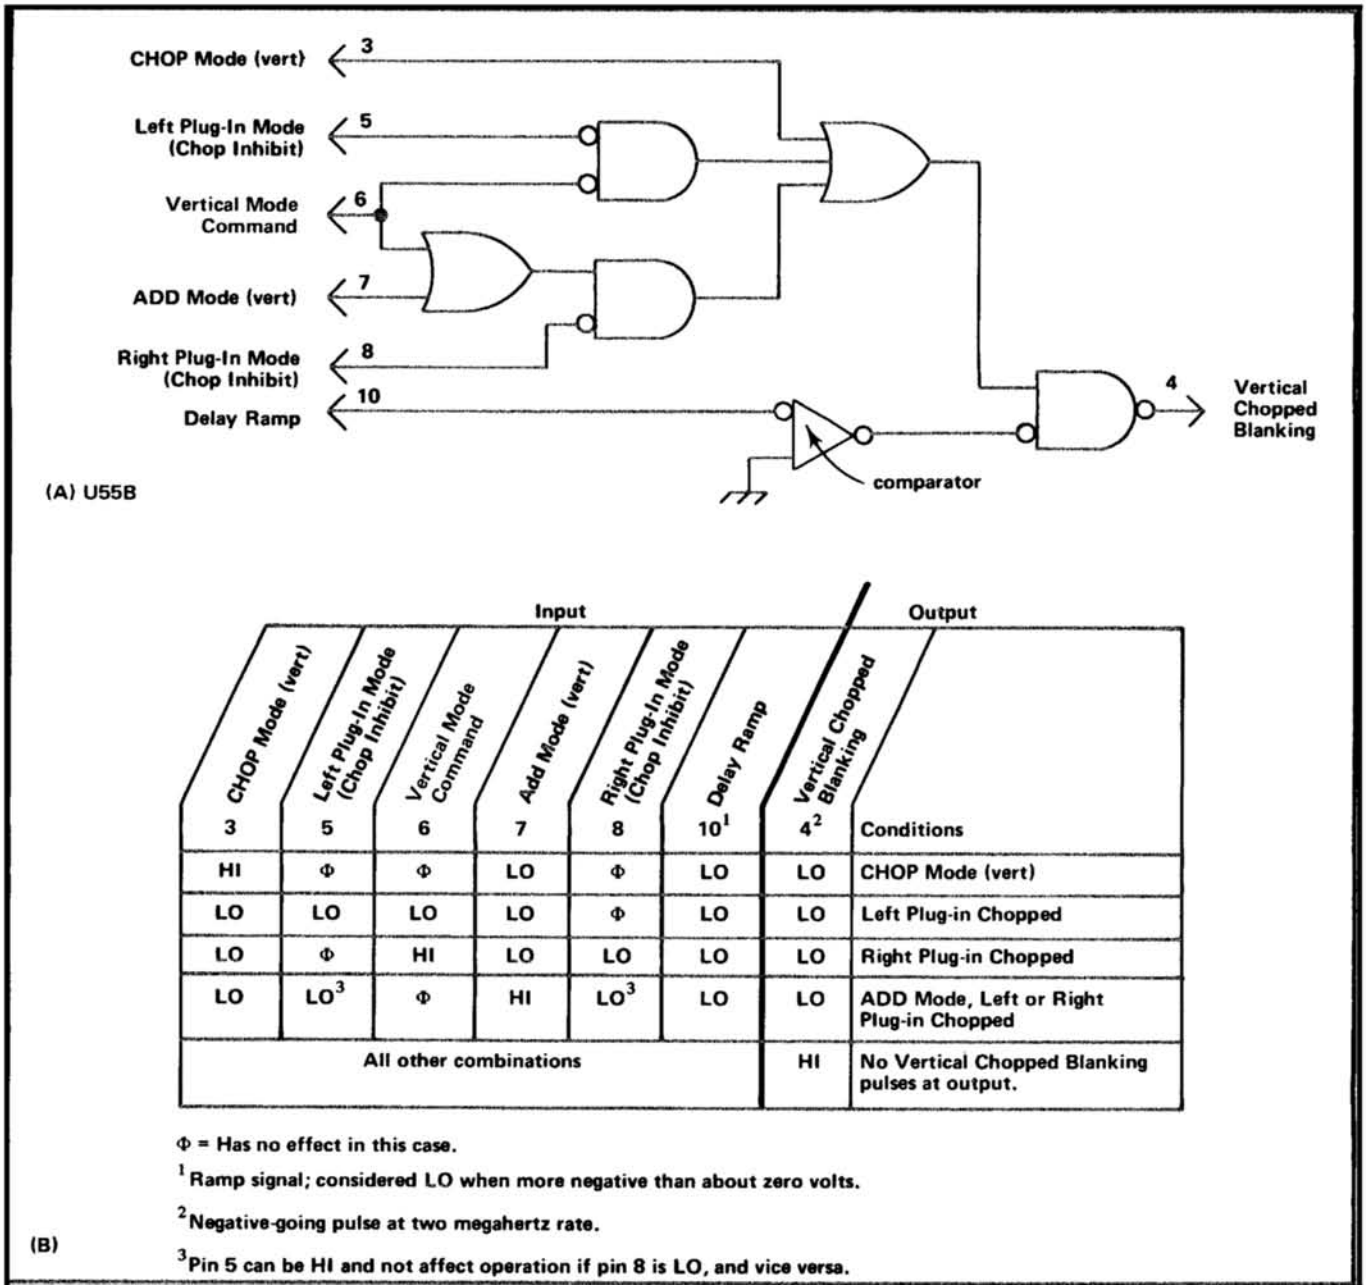 CHOP Mode (vert)
3
Left Plug-In Mode
(Chop Inhibit)
5
Vertical Mode
Command
6
ADD Mode (vert)
7
Right Plug-In Mode
(Chop Inhibit)
8
Delay Ramp
10
4
Vertical
Chopped
Blanking
comparator
(A) U55B
Input
Output
CHOP Mode (vert)
Left Plug-In Mode
(Chop Inhibit)
Vertical Mode
Command
Add Mode (vert)
Right Plug-In Mode
(Chop Inhibit)
Delay Ramp
Vertical Chopped
Blanking
3 5 6 7 8 10¹ 4² Conditions
HI Φ Φ LO Φ LO LO CHOP Mode (vert)
LO LO LO LO Φ LO LO Left Plug-in Chopped
LO Φ HI LO LO LO LO Right Plug-in Chopped
LO LO³ Φ HI LO³ LO LO ADD Mode, Left or Right
Plug-in Chopped
All other combinations HI No Vertical Chopped Blanking
pulses at output.
Φ = Has no effect in this case.
¹Ramp signal; considered LO when more negative than about zero volts.
²Negative-going pulse at two megahertz rate.
(B)
³Pin 5 can be HI and not affect operation if pin 8 is LO, and vice versa.